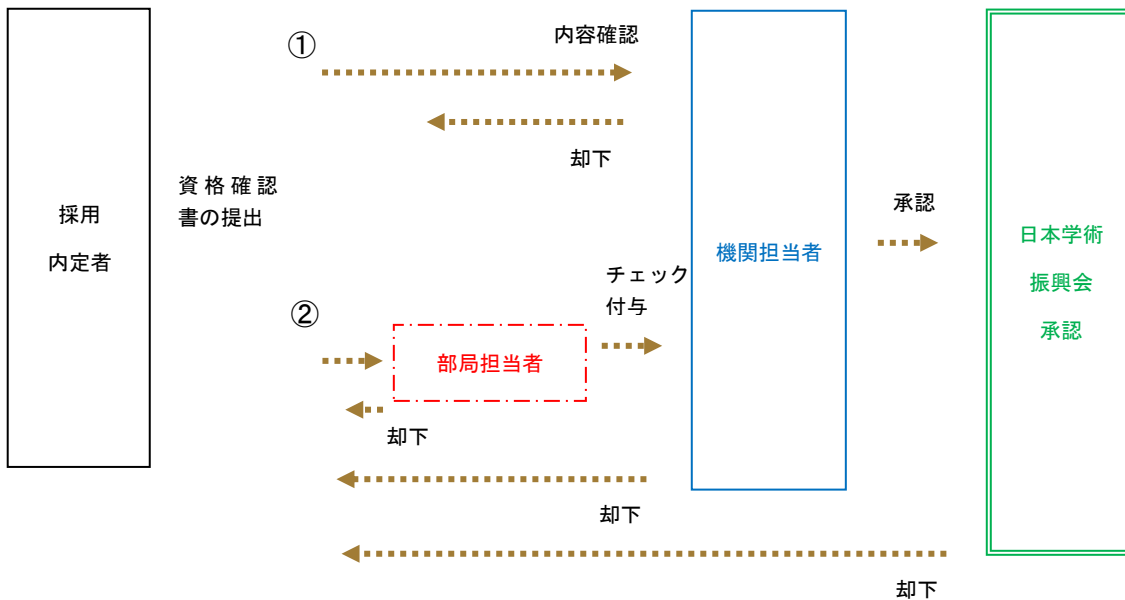 ①
内容確認
却下
採用
内定者
資格確認
書の提出
②
部局担当者
却下
チェック
付与
却下
機関担当者
承認
日本学術
振興会
承認
却下